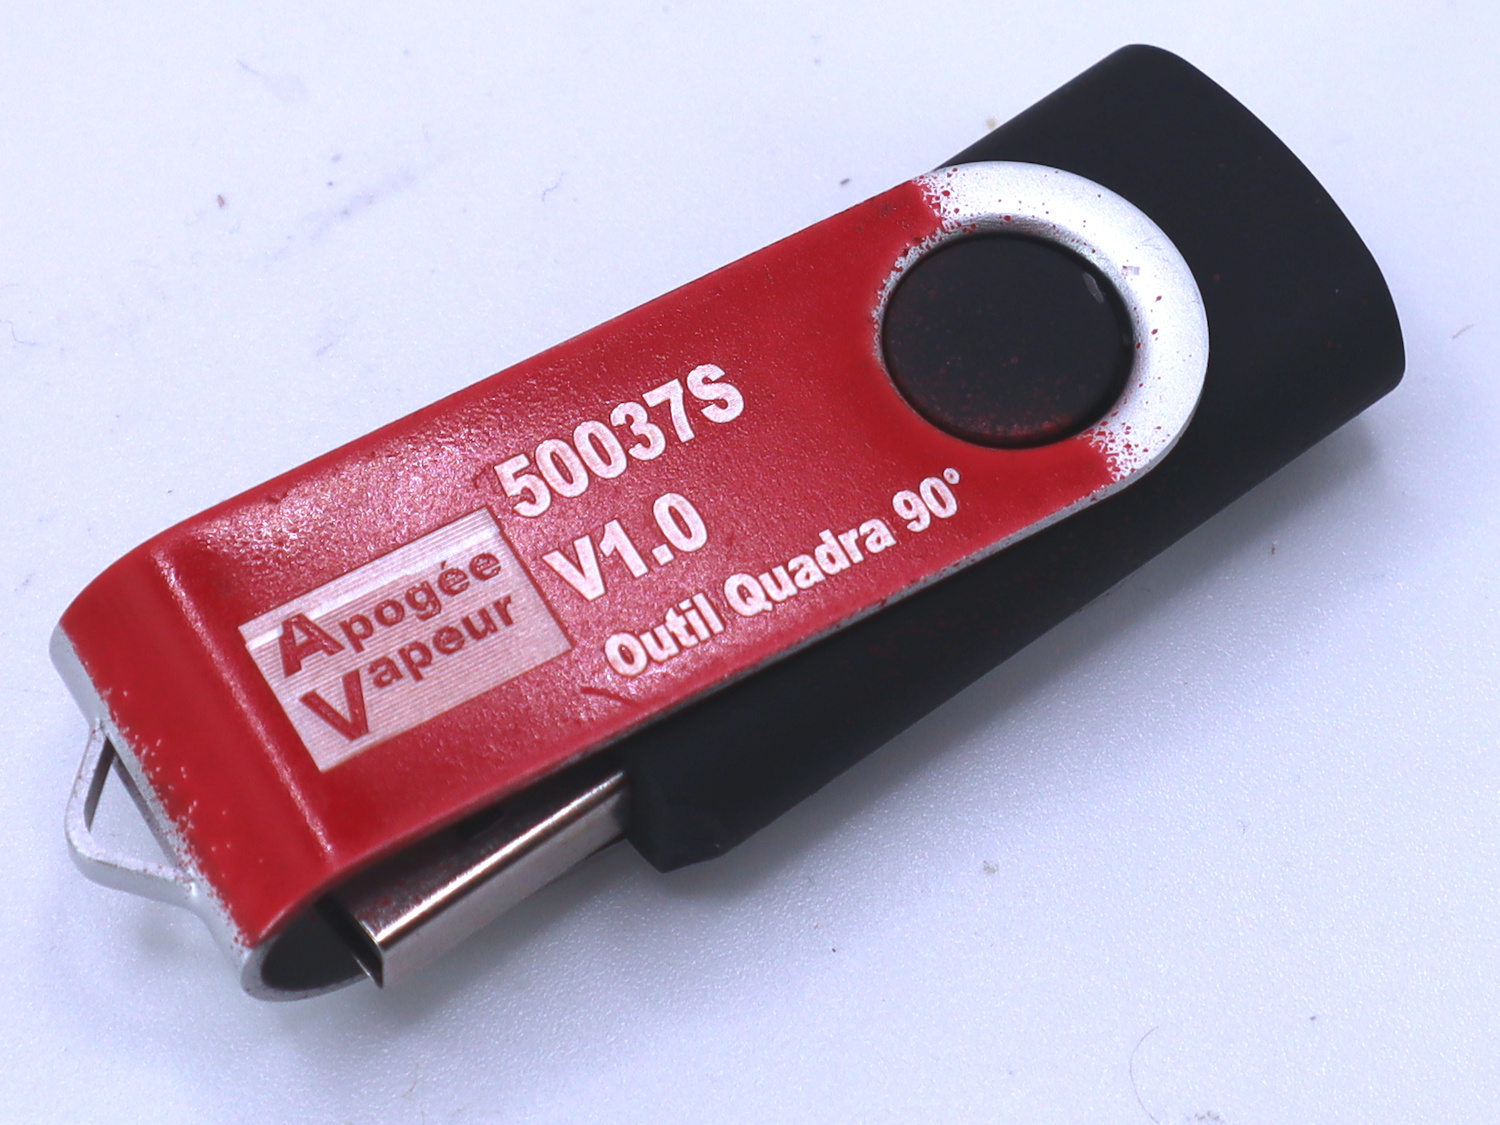 50037S
V1.0
Outil Quadra 90°
Apogée
Vapeur